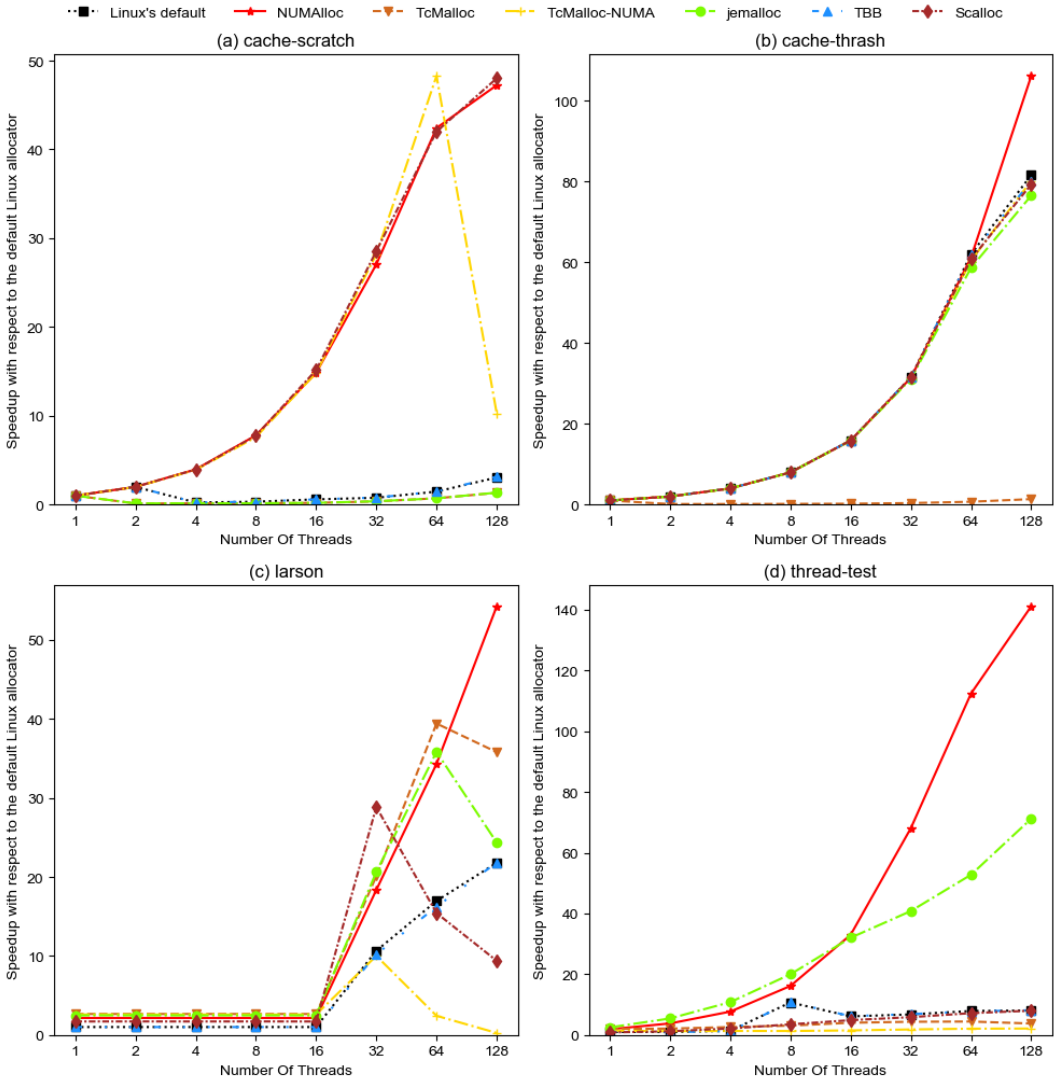 Linux's default NUMAlloc TcMalloc TcMalloc-NUMA jemalloc TBB Scalloc
(a) cache-scratch
Speedup with respect to the default Linux allocator
50
40
30
20
10
0
1 2 4 8 16 32 64 128
Number Of Threads
(b) cache-thrash
Speedup with respect to the default Linux allocator
100
80
60
40
20
0
1 2 4 8 16 32 64 128
Number Of Threads
(c) larson
Speedup with respect to the default Linux allocator
50
40
30
20
10
0
1 2 4 8 16 32 64 128
Number Of Threads
(d) thread-test
Speedup with respect to the default Linux allocator
140
120
100
80
60
40
20
0
1 2 4 8 16 32 64 128
Number Of Threads